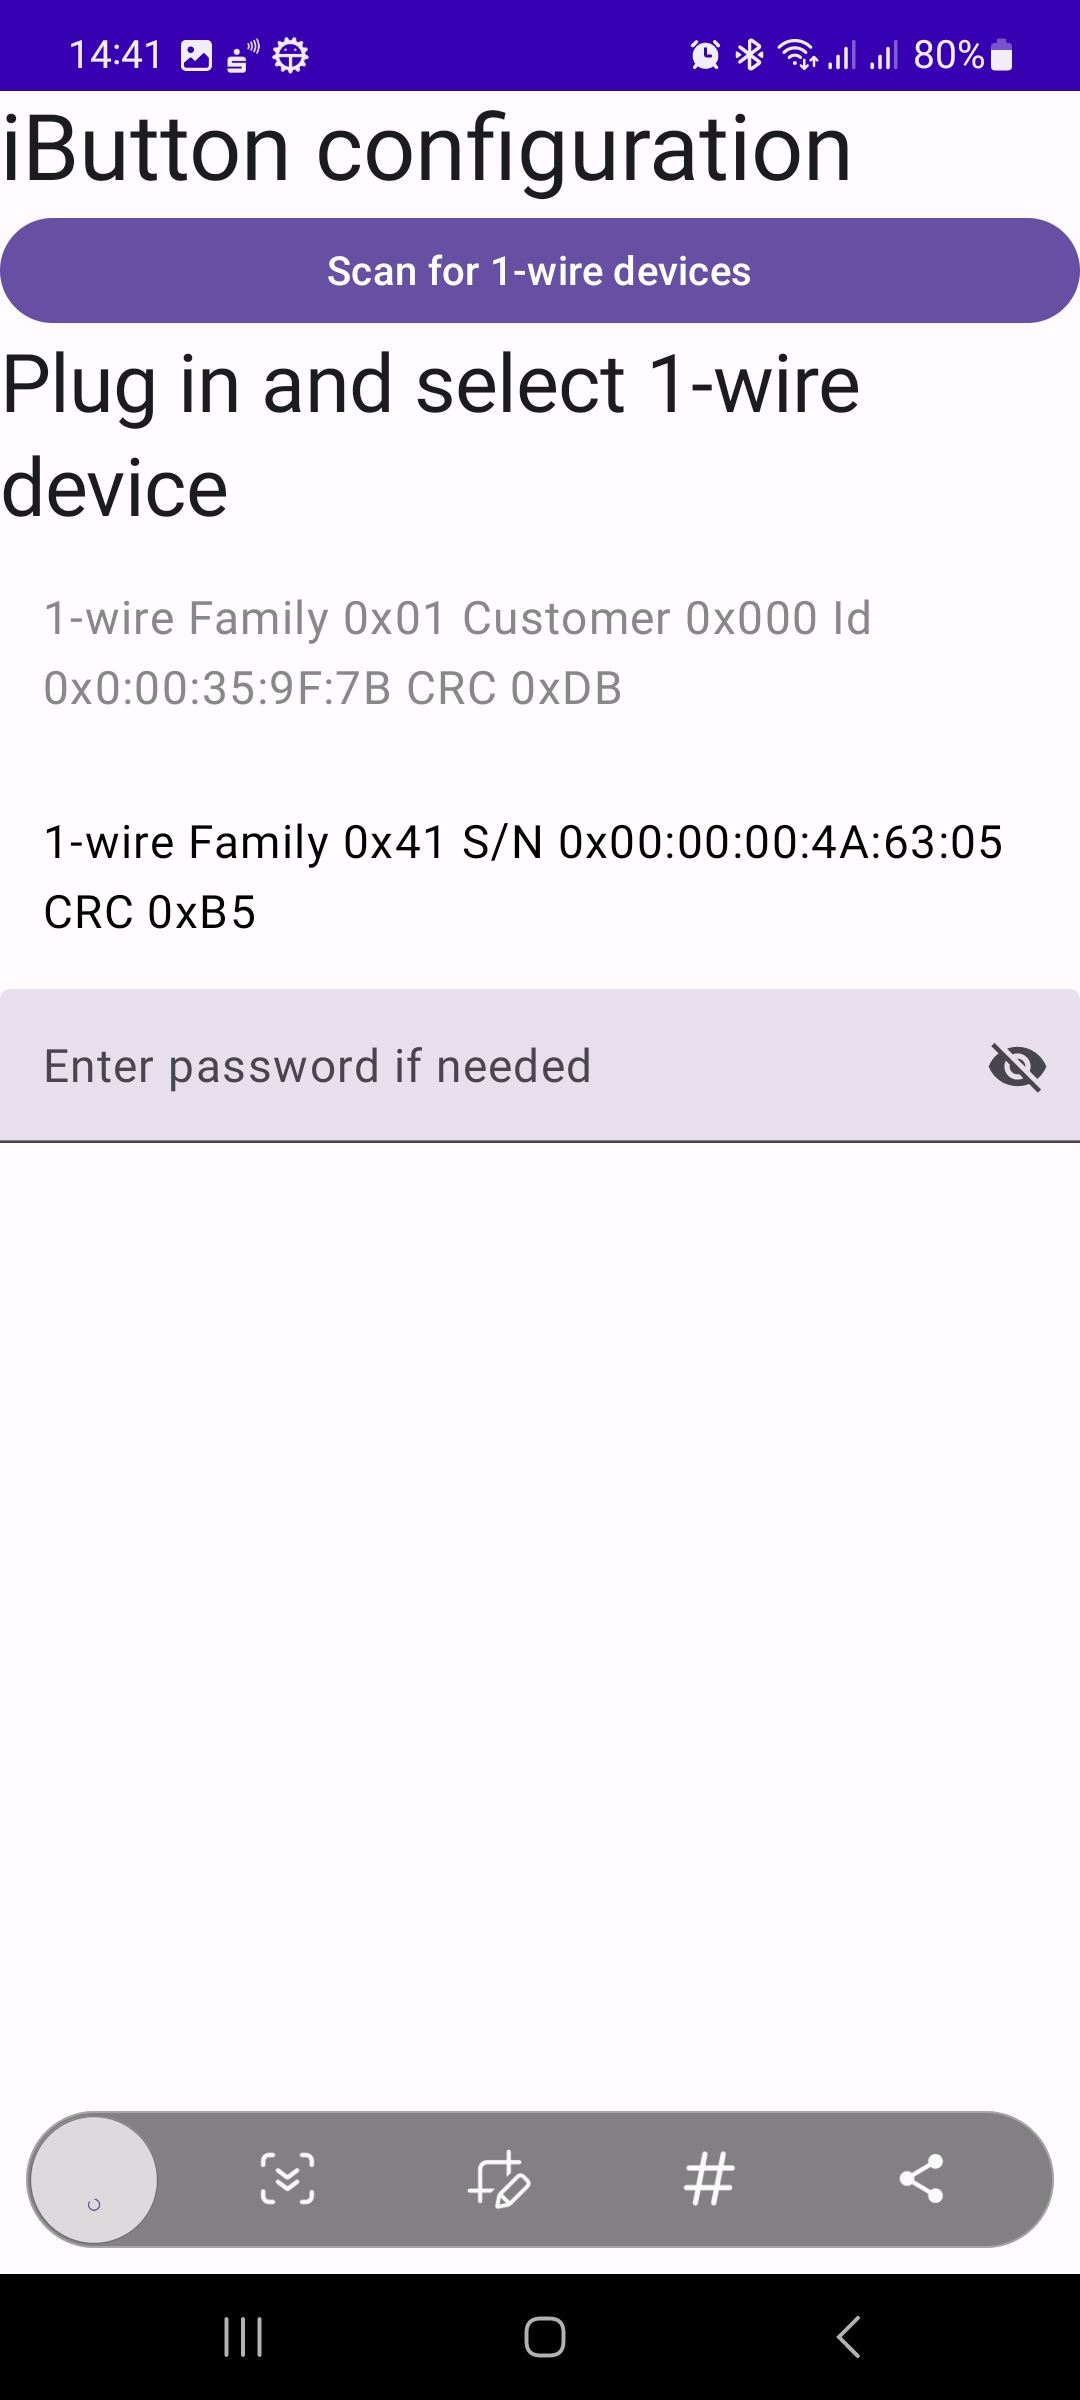 14:41 80%
iButton configuration
Scan for 1-wire devices
Plug in and select 1-wire
device
1-wire Family 0x01 Customer 0x000 Id
0x0:00:35:9F:7B CRC 0xDB
1-wire Family 0x41 S/N 0x00:00:00:4A:63:05
CRC 0xB5
Enter password if needed